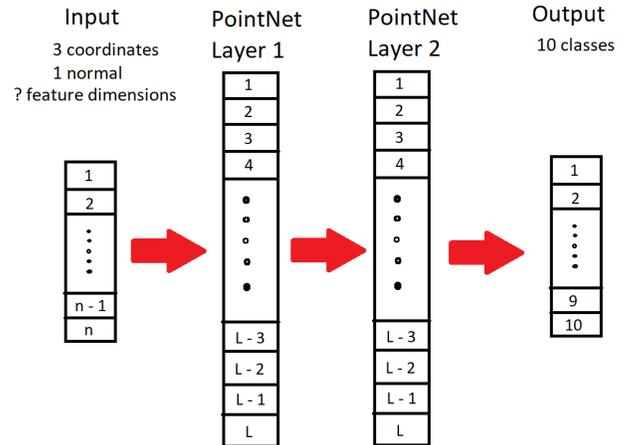 Input
3 coordinates
1 normal
? feature dimensions
1
2
n - 1
n
PointNet
Layer 1
1
2
3
4
L - 3
L - 2
L - 1
L
PointNet
Layer 2
1
2
3
4
L - 3
L - 2
L - 1
L
Output
10 classes
1
2
9
10